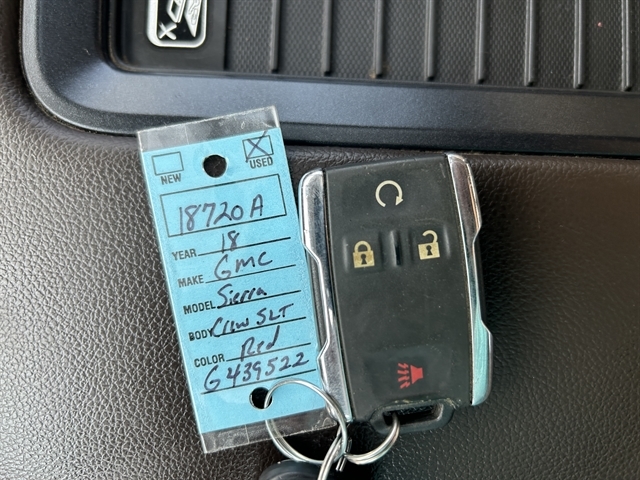 NEW USED
18720A
YEAR 18
MAKE GMC
MODEL Sierra
BODY Crew SLT
COLOR Red
G439522